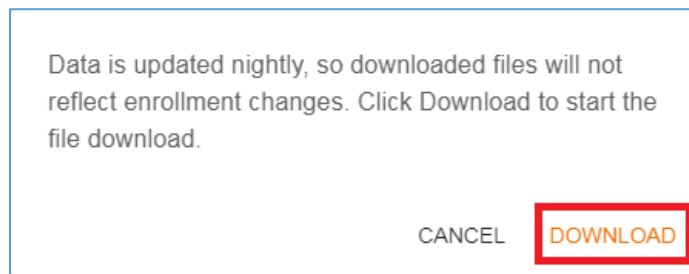 Data is updated nightly, so downloaded files will not
reflect enrollment changes. Click Download to start the
file download.
CANCEL DOWNLOAD